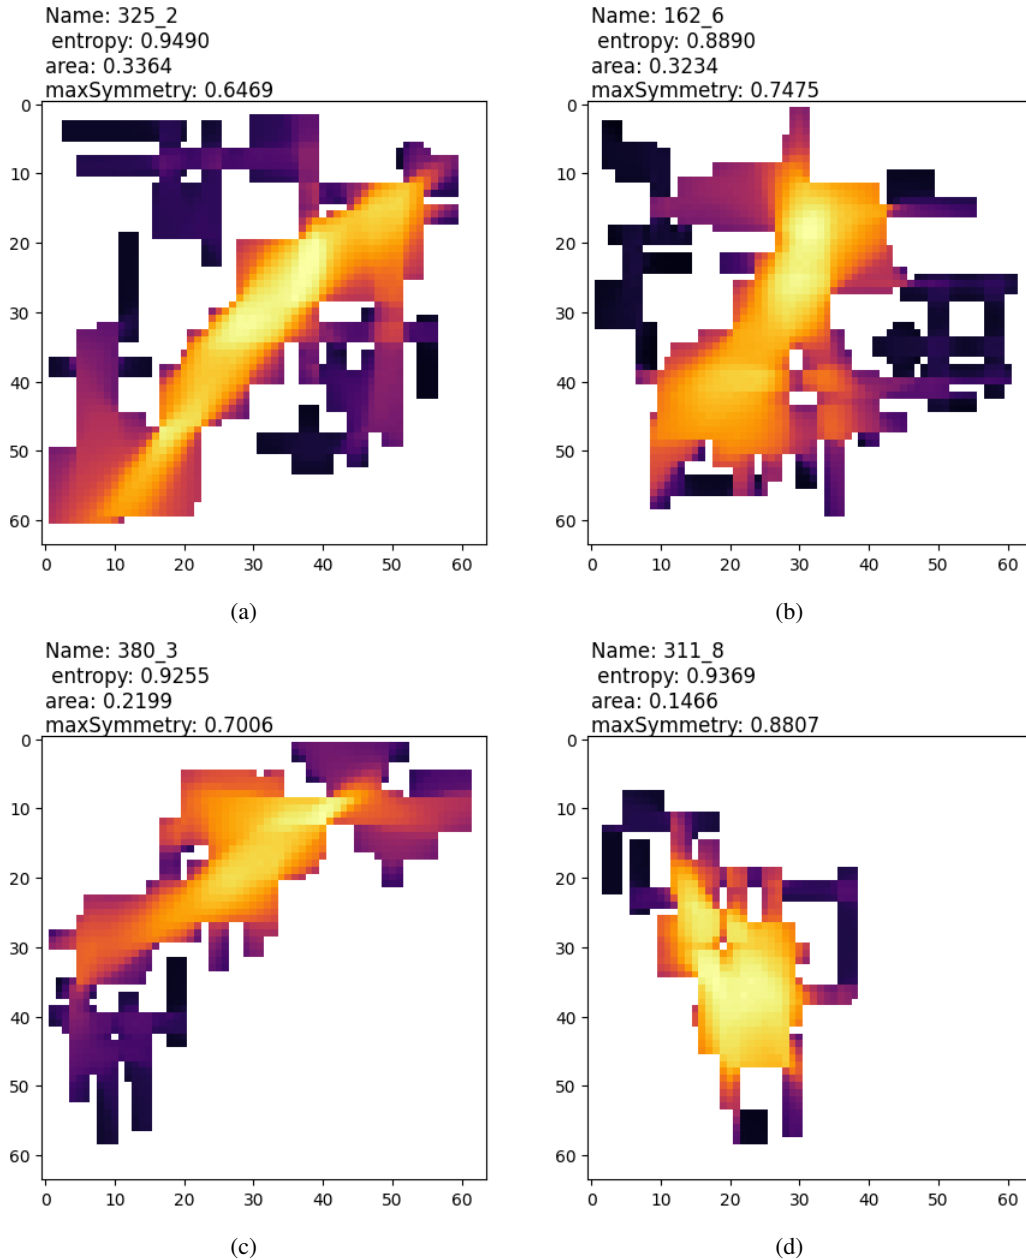 Name: 325_2
entropy: 0.9490
area: 0.3364
maxSymmetry: 0.6469
0
10
20
30
40
50
60
0 10 20 30 40 50 60
(a)
Name: 162_6
entropy: 0.8890
area: 0.3234
maxSymmetry: 0.7475
0
10
20
30
40
50
60
0 10 20 30 40 50 60
(b)
Name: 380_3
entropy: 0.9255
area: 0.2199
maxSymmetry: 0.7006
0
10
20
30
40
50
60
0 10 20 30 40 50 60
(c)
Name: 311_8
entropy: 0.9369
area: 0.1466
maxSymmetry: 0.8807
0
10
20
30
40
50
60
0 10 20 30 40 50 60
(d)